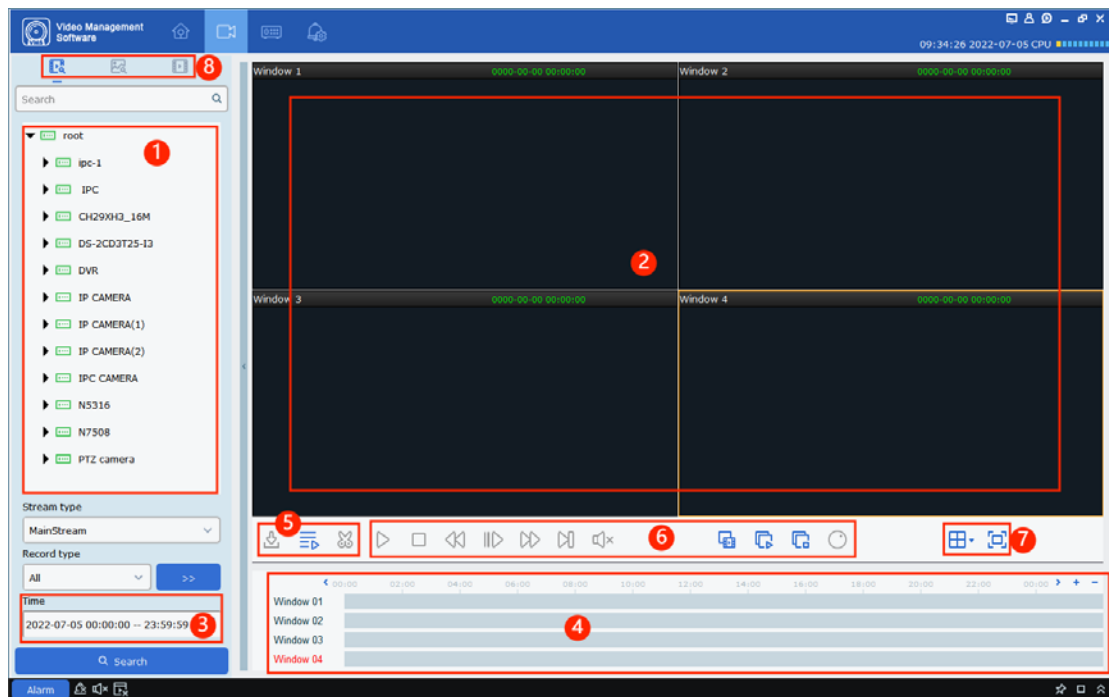 Video Management
Software
09:34:26 2022-07-05 CPU
8
Search
1
root
ipc-1
IPC
CH29XH3_16M
DS-2CD3T25-I3
DVR
IP CAMERA
IP CAMERA(1)
IP CAMERA(2)
IPC CAMERA
N5316
N7508
PTZ camera
Stream type
MainStream
Record type
All
>>
Time
2022-07-05 00:00:00 -- 23:59:59
3
Search
Window 1 0000-00-00 00:00:00
Window 2 0000-00-00 00:00:00
2
Window 3 0000-00-00 00:00:00
Window 4 0000-00-00 00:00:00
5
6
7
00:00 02:00 04:00 06:00 08:00 10:00 12:00 14:00 16:00 18:00 20:00 22:00 00:00 + -
Window 01
Window 02
4
Window 03
Window 04
Alarm